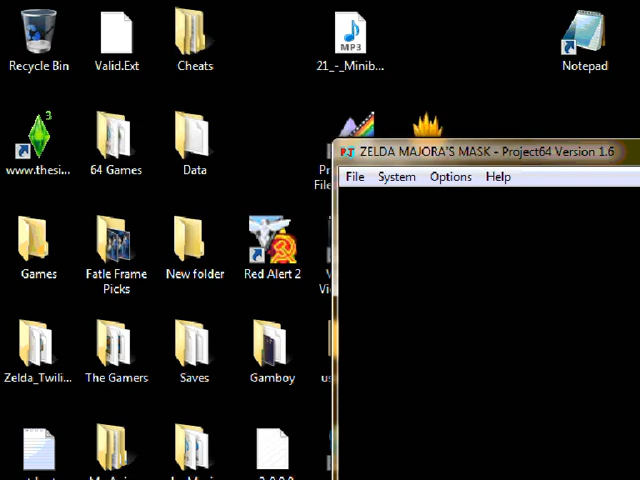 Recycle Bin
Valid.Ext
Cheats
MP3
21_-_Minib...
Notepad
3
www.thesi...
64 Games
Data
ZELDA MAJORA'S MASK - Project64 Version 1.6
File System Options Help
Games
Fatle Frame
Picks
New folder
Red Alert 2
Zelda_Twili...
The Gamers
Saves
Gamboy